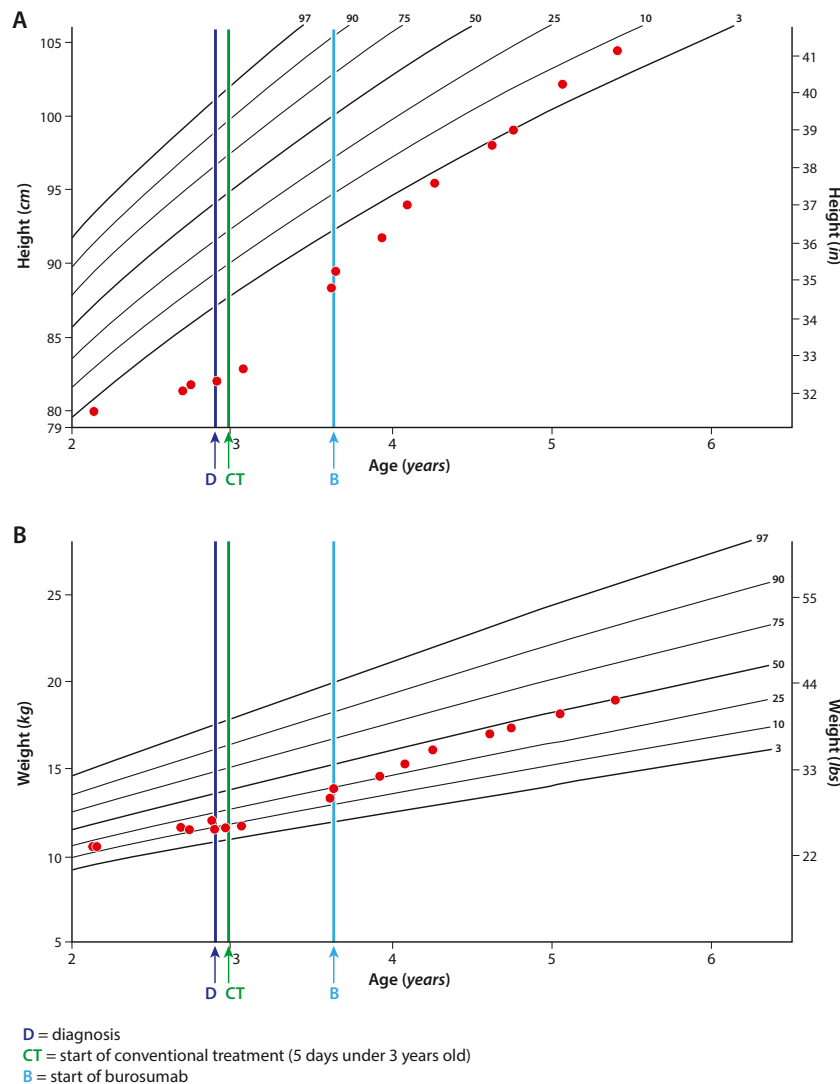 A
97 90 75 50 25 10 3
105
100
95
90
85
80
79
Height (cm)
41
40
39
38
37
36
35
34
33
32
Height (in)
2 3 4 5 6
Age (years)
D CT B
B
97
90
75
50
25
10
3
25
20
15
10
5
Weight (kg)
55
44
33
22
Weight (lbs)
2 3 4 5 6
Age (years)
D CT B
D = diagnosis
CT = start of conventional treatment (5 days under 3 years old)
B = start of burosumab